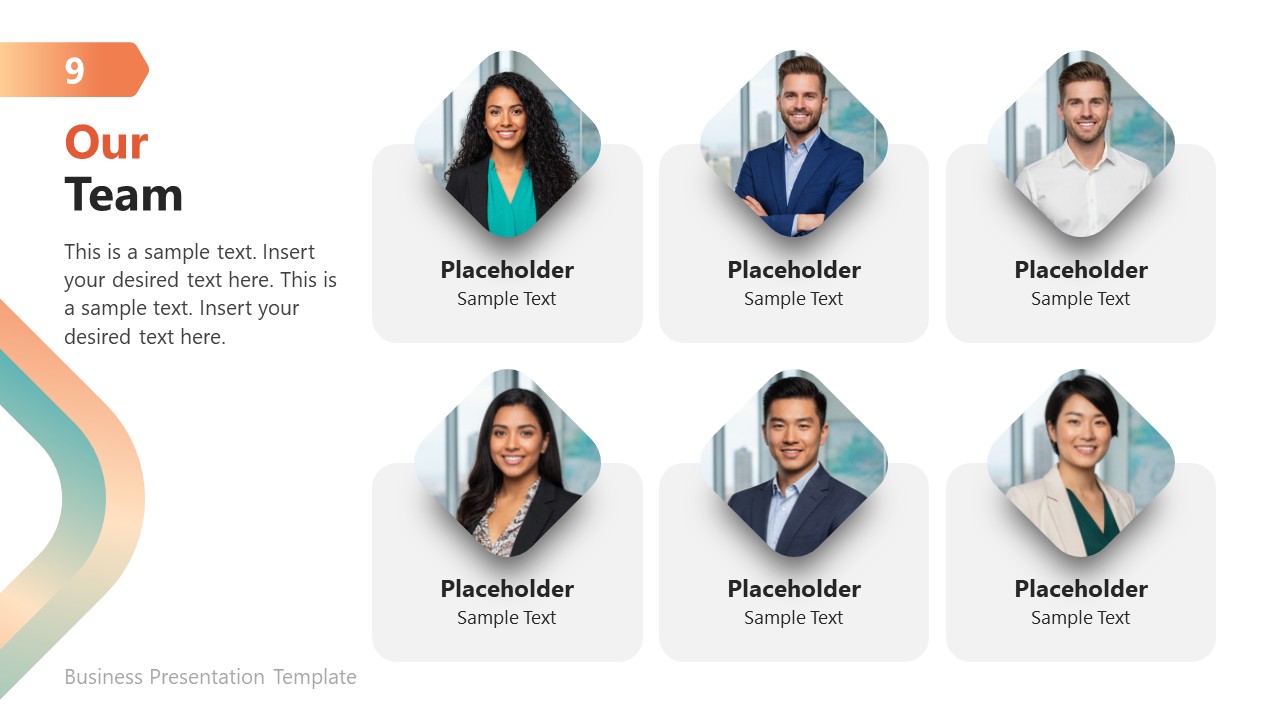 9
Our
Team
This is a sample text. Insert
your desired text here. This is
a sample text. Insert your
desired text here.
Placeholder
Sample Text
Placeholder
Sample Text
Placeholder
Sample Text
Placeholder
Sample Text
Placeholder
Sample Text
Placeholder
Sample Text
Business Presentation Template